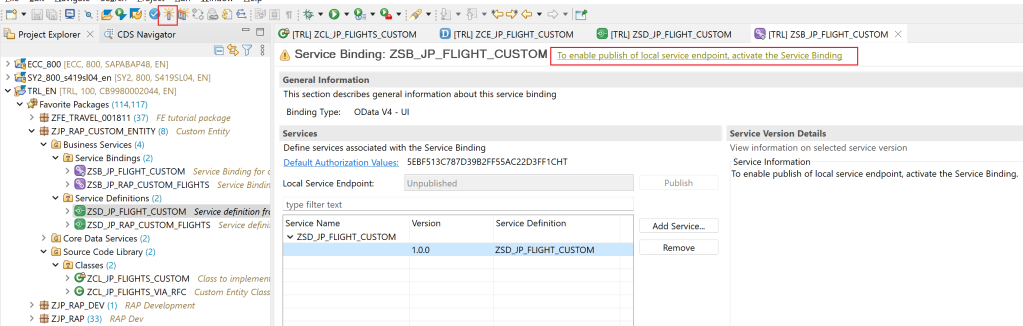 Project Explorer
CDS Navigator
ECC_800 [ECC_800, SAPABAP48, EN]
SY2_800_s419sl04_en [SY2, 800, S419SL04, EN]
TRL_EN [TRL, 100, CB9980002044, EN]
Favorite Packages (114,117)
ZFE_TRAVEL_001811 (37) FE tutorial package
ZJP_RAP_CUSTOM_ENTITY (8) Custom Entity
Business Services (4)
Service Bindings (2)
ZSB_JP_FLIGHT_CUSTOM Service Binding for c
ZSB_JP_RAP_CUSTOM_FLIGHTS Service Bindin
Service Definitions (2)
ZSD_JP_FLIGHT_CUSTOM Service definition fro
ZSD_JP_RAP_CUSTOM_FLIGHTS Service defini
Core Data Services (2)
Source Code Library (2)
Classes (2)
ZCL_JP_FLIGHTS_CUSTOM Class to implemen
ZCL_JP_FLIGHTS_VIA_RFC Custom Entity Class
ZJP_RAP_DEV (1) RAP Development
ZJP_RAP (33) RAP Dev
[TRL] ZCL_JP_FLIGHTS_CUSTOM
[TRL] ZCE_JP_FLIGHT_CUSTOM
[TRL] ZSD_JP_FLIGHT_CUSTOM
[TRL] ZSB_JP_FLIGHT_CUSTOM
Service Binding: ZSB_JP_FLIGHT_CUSTOM
To enable publish of local service endpoint, activate the Service Binding
General Information
This section describes general information about this service binding
Binding Type: OData V4 - UI
Services
Define services associated with the Service Binding
Default Authorization Values: 5EBF513C787D39B2FF55AC22D3FF1CHT
Local Service Endpoint: Unpublished
Publish
type filter text
Service Name Version Service Definition
ZSD_JP_FLIGHT_CUSTOM
1.0.0 ZSD_JP_FLIGHT_CUSTOM
Add Service...
Remove
Service Version Details
View information on selected service version
Service Information
To enable publish of local service endpoint, activate the Service Binding.